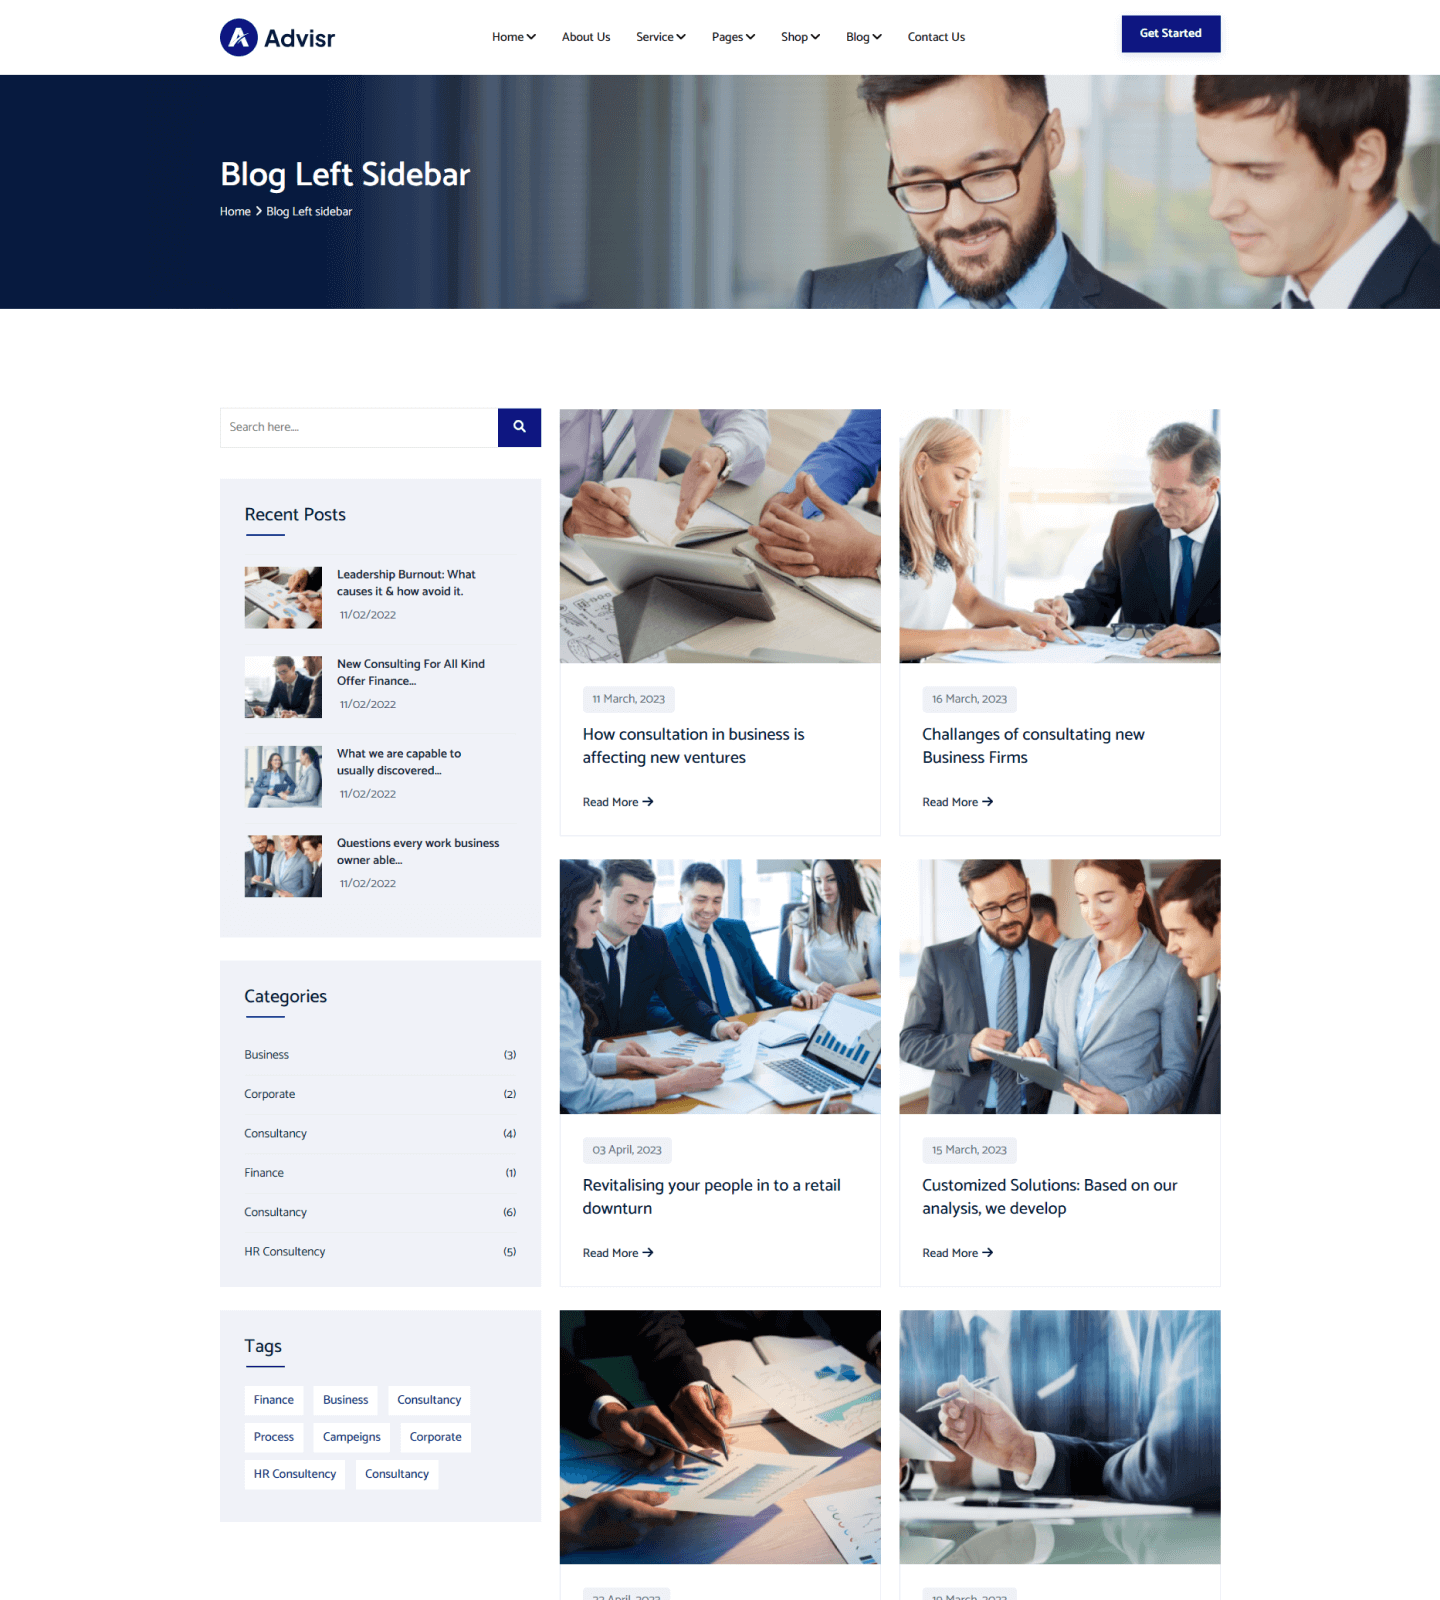 Advisr
Home
About Us
Service
Pages
Shop
Blog
Contact Us
Get Started
Blog Left Sidebar
Home
Blog Left sidebar
Search here....
Recent Posts
Leadership Burnout: What
causes it & how avoid it.
11/02/2022
New Consulting For All Kind
Offer Finance...
11/02/2022
What we are capable to
usually discovered...
11/02/2022
Questions every work business
owner able...
11/02/2022
Categories
Business (3)
Corporate (2)
Consultancy (4)
Finance (1)
Consultancy (6)
HR Consultency (5)
Tags
Finance Business Consultancy
Process Campeigns Corporate
HR Consultency Consultancy
11 March, 2023
How consultation in business is
affecting new ventures
Read More
16 March, 2023
Challanges of consultating new
Business Firms
Read More
03 April, 2023
Revitalising your people in to a retail
downturn
Read More
15 March, 2023
Customized Solutions: Based on our
analysis, we develop
Read More